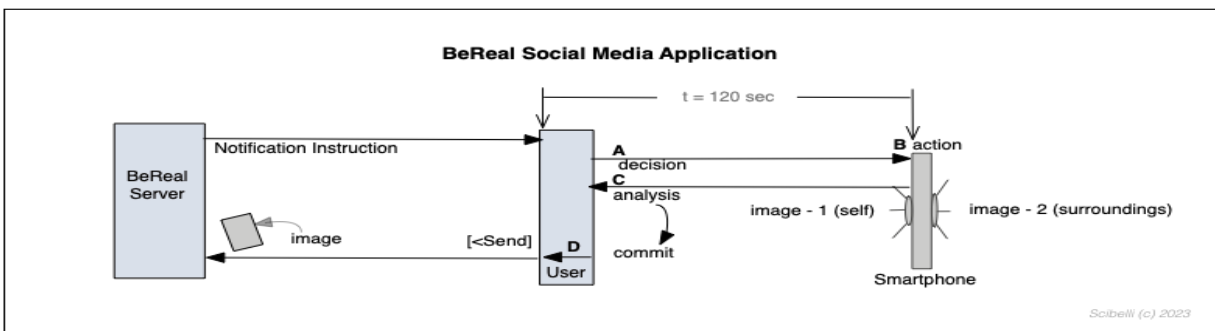 BeReal Social Media Application
t = 120 sec
Notification Instruction
BeReal
Server
A
decision
B action
C
analysis
image - 1 (self)
image - 2 (surroundings)
image
[<Send]
D
commit
User
Smartphone
Scibelli (c) 2023